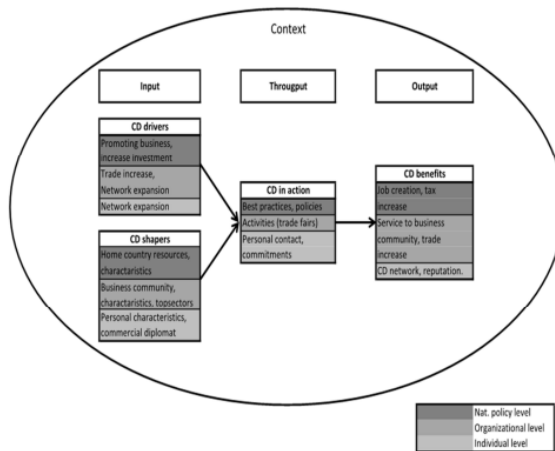 Context
Input
Througput
Output
CD drivers
Promoting business,
increase investment
Trade increase,
Network expansion
Network expansion
CD shapers
Home country resources,
charactaristics
Business community,
charactaristics, topsectors
Personal characteristics,
commercial diplomat
CD in action
Best practices, policies
Activities (trade fairs)
Personal contact,
commitments
CD benefits
Job creation, tax
increase
Service to business
community, trade
increase
CD network, reputation.
Nat. policy level
Organizational level
Individual level